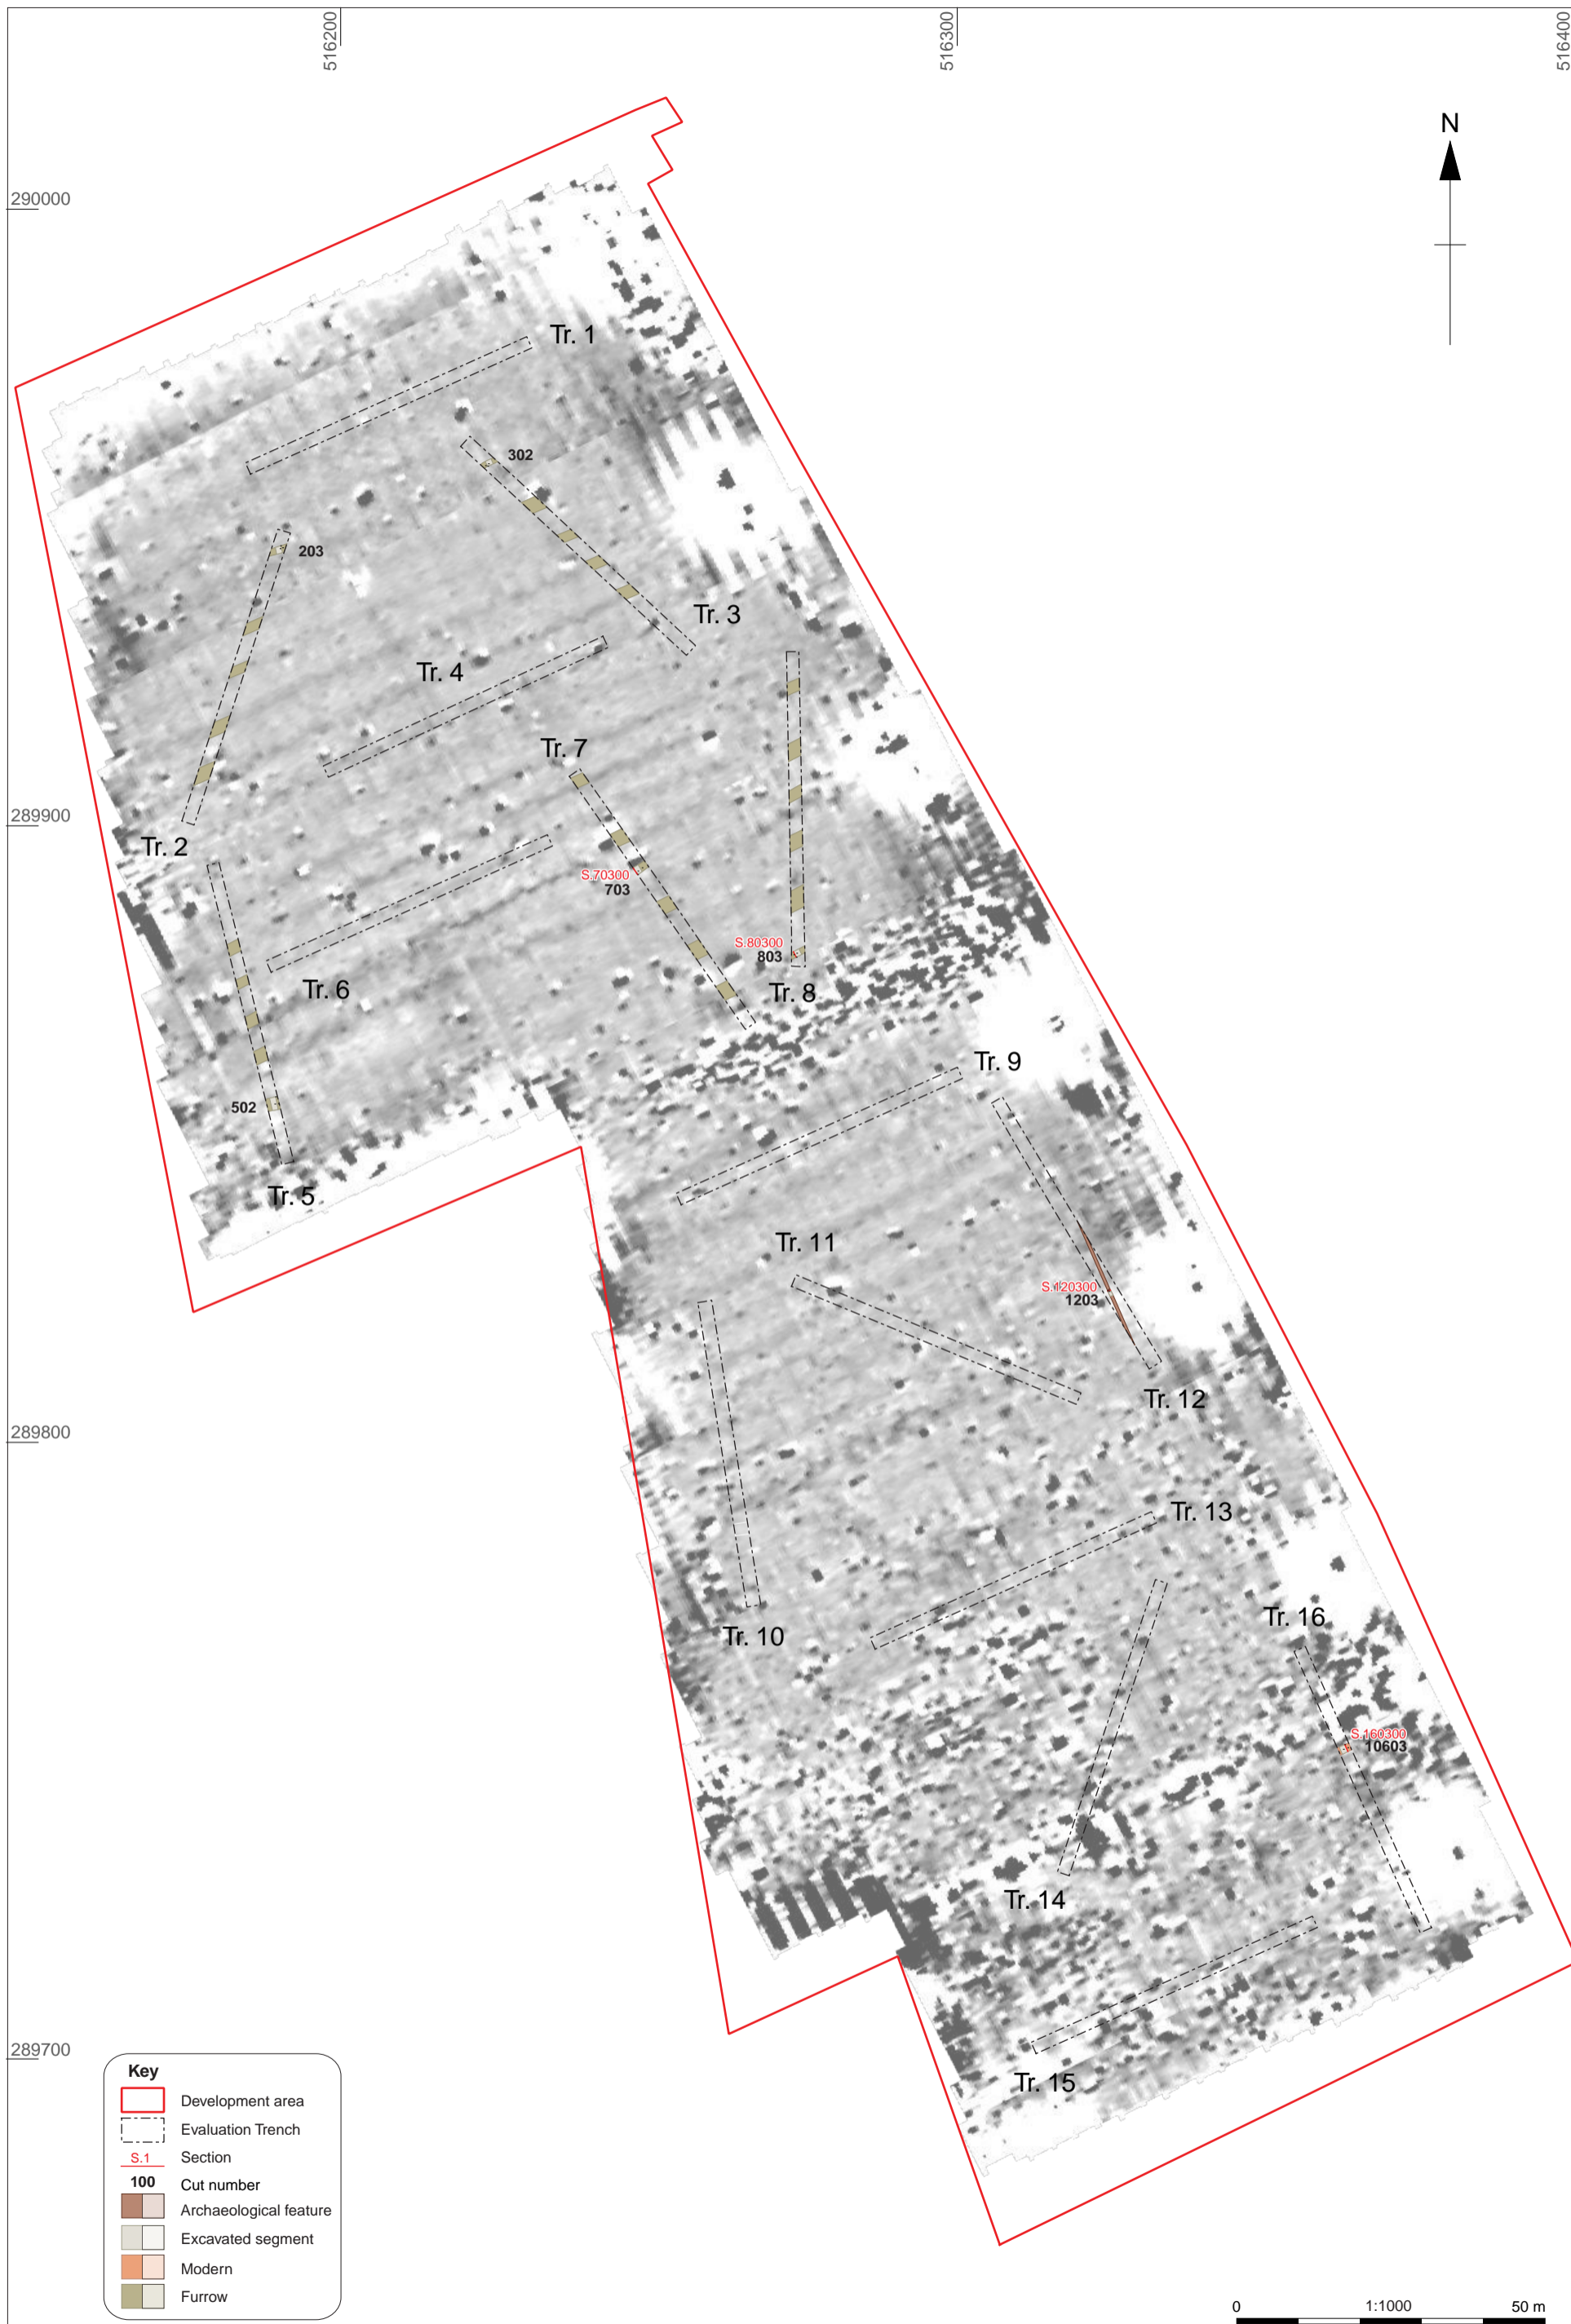 516200
516300
516400
N
290000
Tr. 1
302
203
Tr. 3
Tr. 4
Tr. 7
289900
Tr. 2
S.70300
703
S.80300
803
Tr. 6
Tr. 8
Tr. 9
502
Tr. 5
Tr. 11
S.120300
1203
Tr. 12
289800
Tr. 13
Tr. 16
Tr. 10
S.160300
10603
Tr. 14
289700
Tr. 15
Key
Development area
Evaluation Trench
S.1 Section
100 Cut number
Archaeological feature
Excavated segment
Modern
Furrow
0 1:1000 50 m